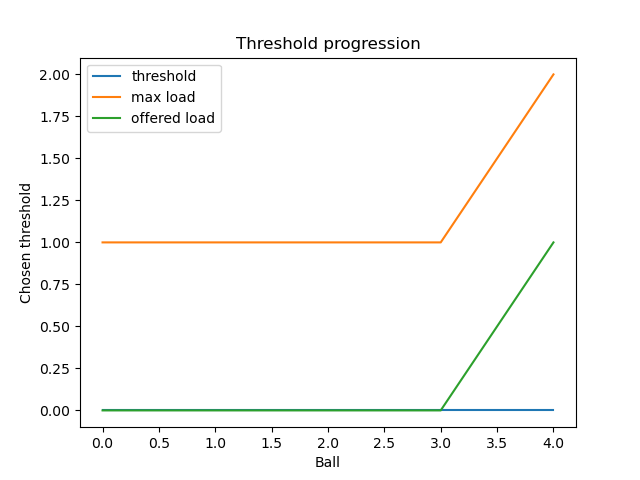 Threshold progression
threshold
max load
offered load
Chosen threshold
2.00
1.75
1.50
1.25
1.00
0.75
0.50
0.25
0.00
0.0 0.5 1.0 1.5 2.0 2.5 3.0 3.5 4.0
Ball